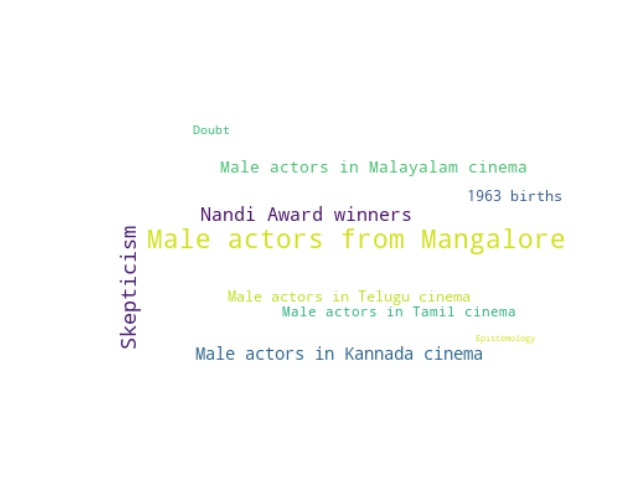 Doubt
Male actors in Malayalam cinema
1963 births
Nandi Award winners
Male actors from Mangalore
Skepticism
Male actors in Telugu cinema
Male actors in Tamil cinema
Epistemology
Male actors in Kannada cinema